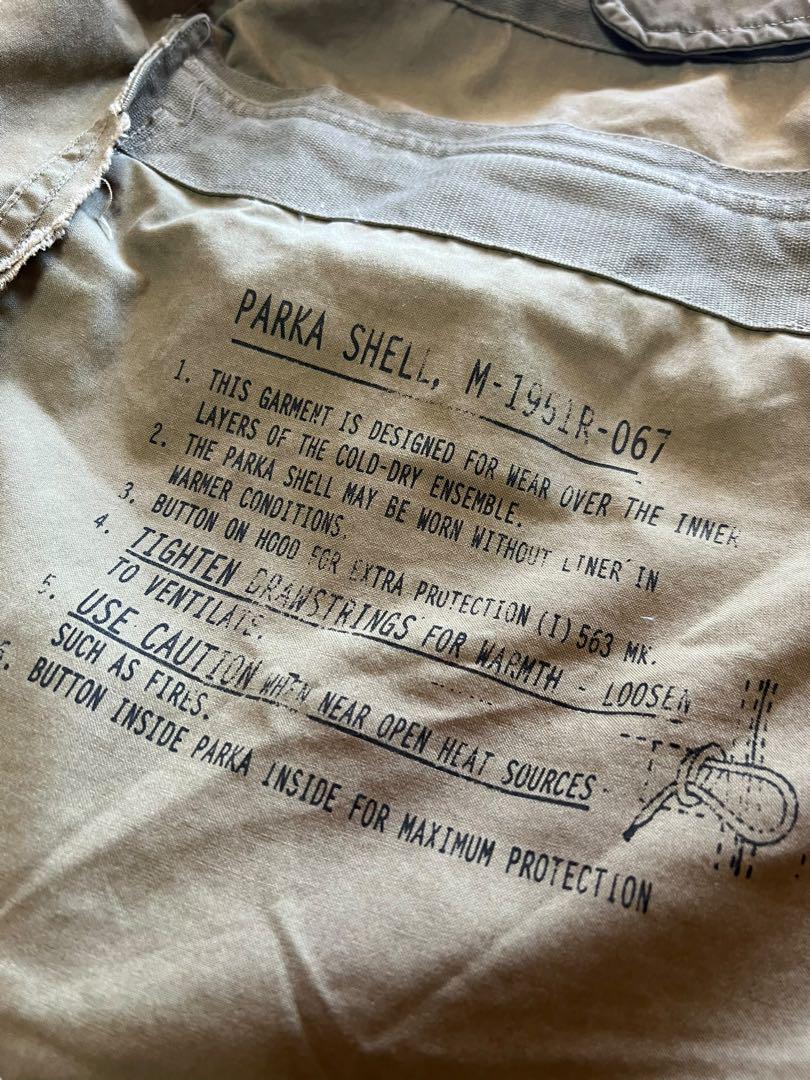 PARKA SHELL, M-1951R-067
1. THIS GARMENT IS DESIGNED FOR WEAR OVER THE INNER
LAYERS OF THE COLD-DRY ENSEMBLE.
2. THE PARKA SHELL MAY BE WORN WITHOUT LINER IN
WARMER CONDITIONS.
3. BUTTON ON HOOD FOR EXTRA PROTECTION (I) 563 MK.
4. TIGHTEN DRAWSTRINGS FOR WARMTH - LOOSEN
TO VENTILATE.
5. USE CAUTION WHEN NEAR OPEN HEAT SOURCES
SUCH AS FIRES.
6. BUTTON INSIDE PARKA INSIDE FOR MAXIMUM PROTECTION